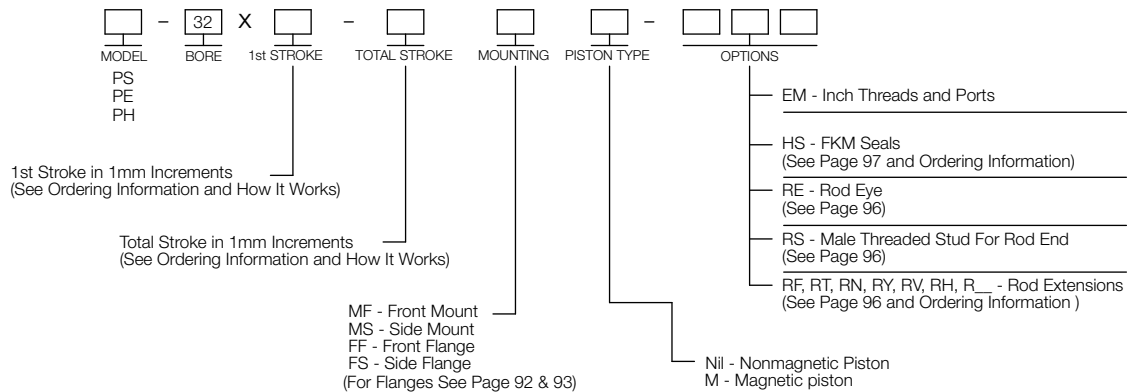 - 32 X - -
MODEL BORE 1st STROKE TOTAL STROKE MOUNTING PISTON TYPE OPTIONS
PS
PE
PH
1st Stroke in 1mm Increments
(See Ordering Information and How It Works)
Total Stroke in 1mm Increments
(See Ordering Information and How It Works)
MF - Front Mount
MS - Side Mount
FF - Front Flange
FS - Side Flange
(For Flanges See Page 92 & 93)
Nil - Nonmagnetic Piston
M - Magnetic piston
EM - Inch Threads and Ports
HS - FKM Seals
(See Page 97 and Ordering Information)
RE - Rod Eye
(See Page 96)
RS - Male Threaded Stud For Rod End
(See Page 96)
RF, RT, RN, RY, RV, RH, R__ - Rod Extensions
(See Page 96 and Ordering Information )